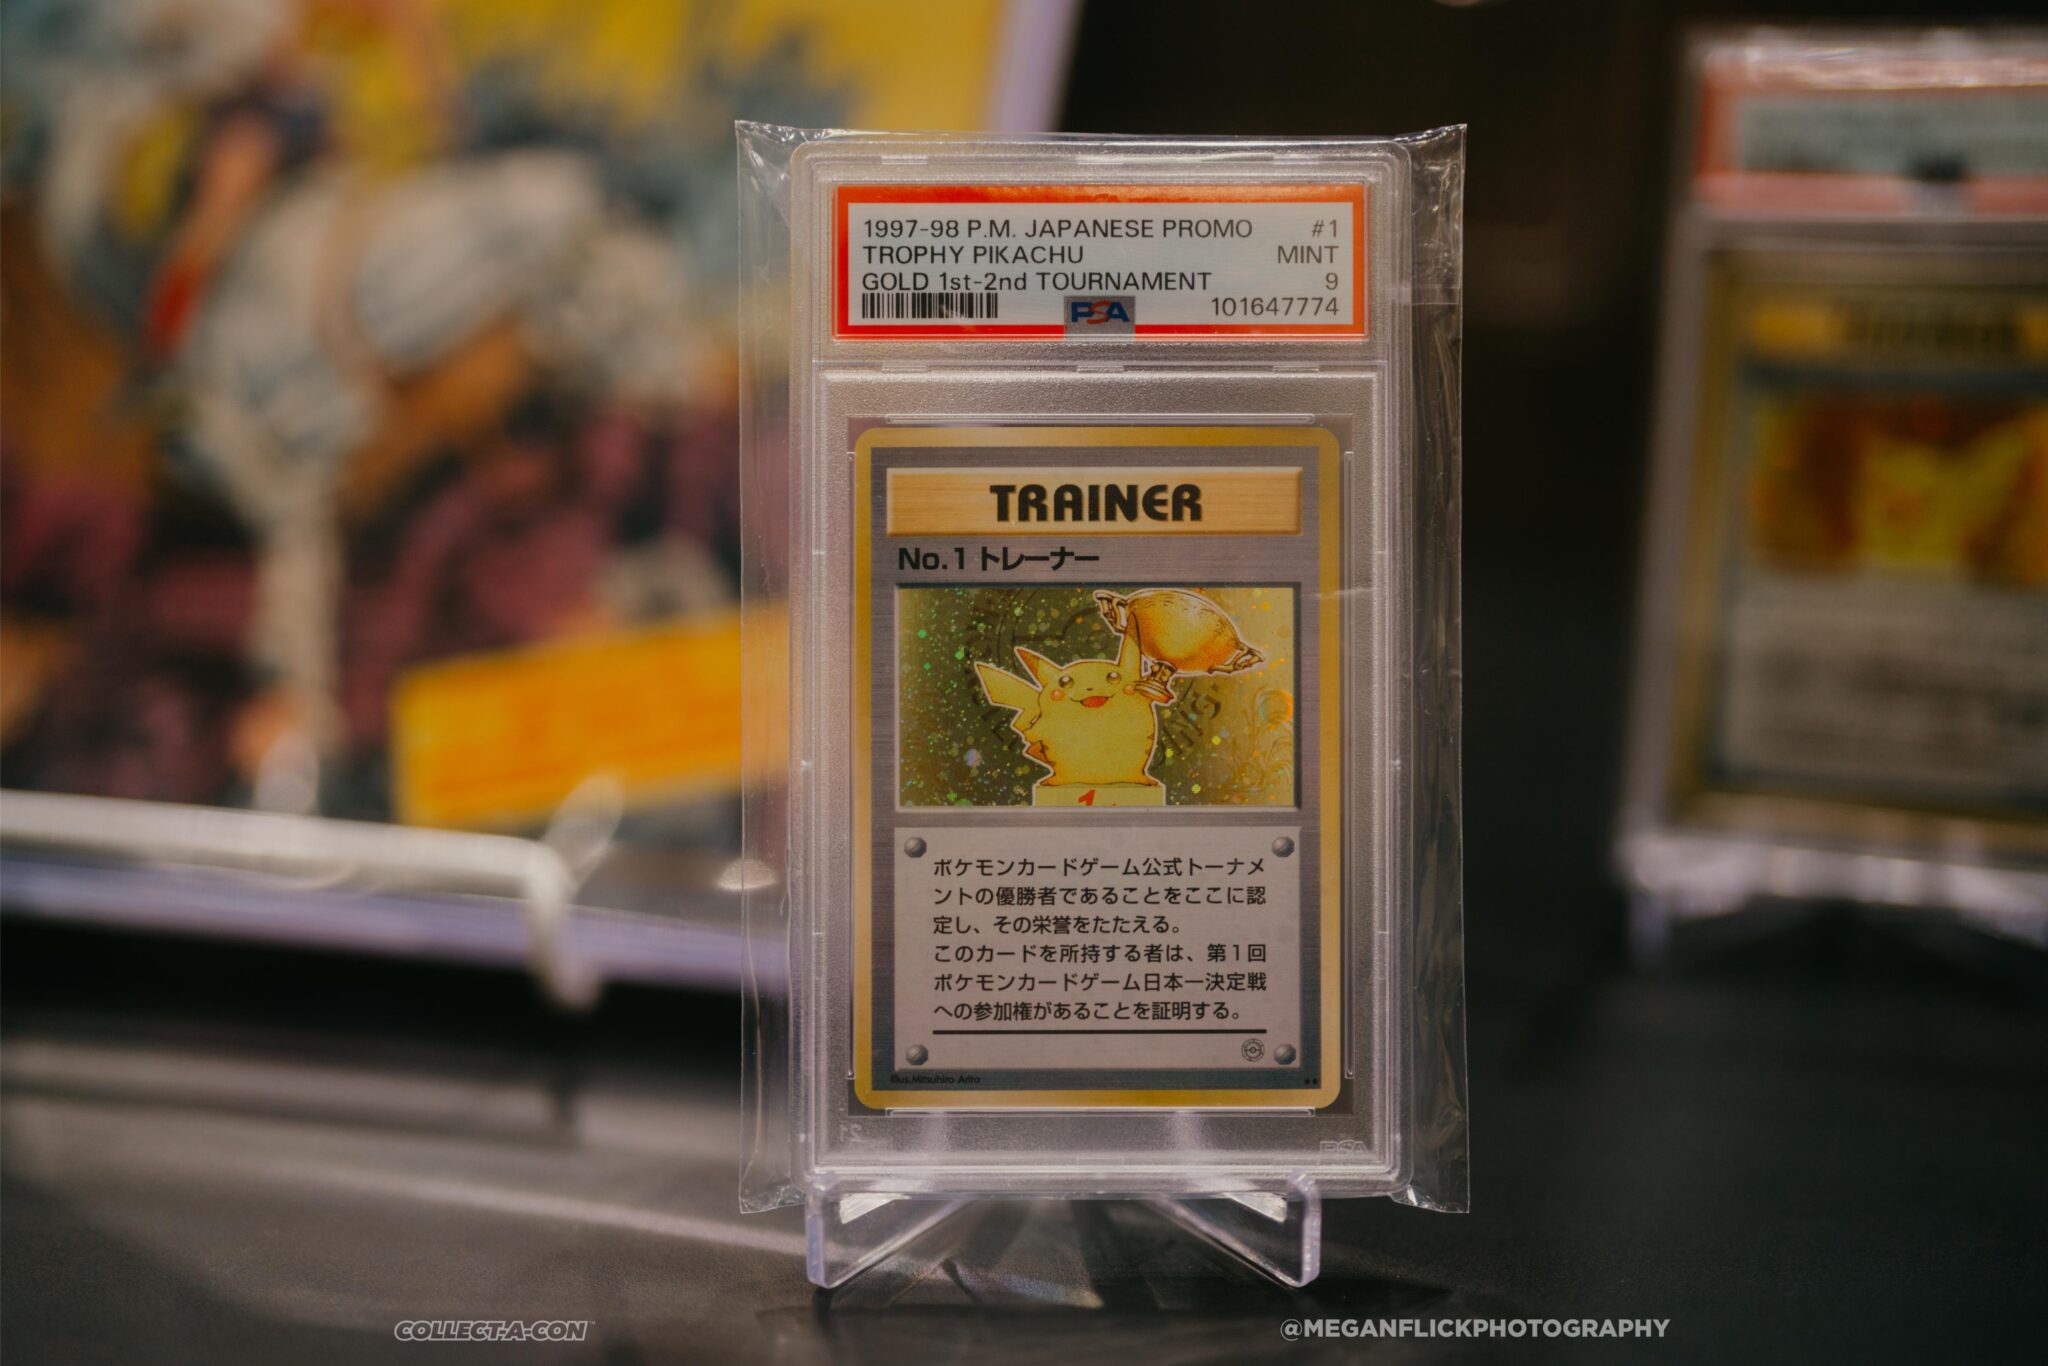 1997-98 P.M. JAPANESE PROMO #1
TROPHY PIKACHU MINT
GOLD 1st-2nd TOURNAMENT 9
PSA 101647774
TRAINER
No.1 トレーナー
1
ポケモンカードゲーム公式トーナメ
ントの優勝者であることをここに認
定し、その栄誉をたたえる。
このカードを所持する者は、第1回
ポケモンカードゲーム日本一決定戦
への参加権があることを証明する。
Illus.Mitsuhiro Arita
PSA
COLLECT-A-CON™
@MEGANFLICKPHOTOGRAPHY